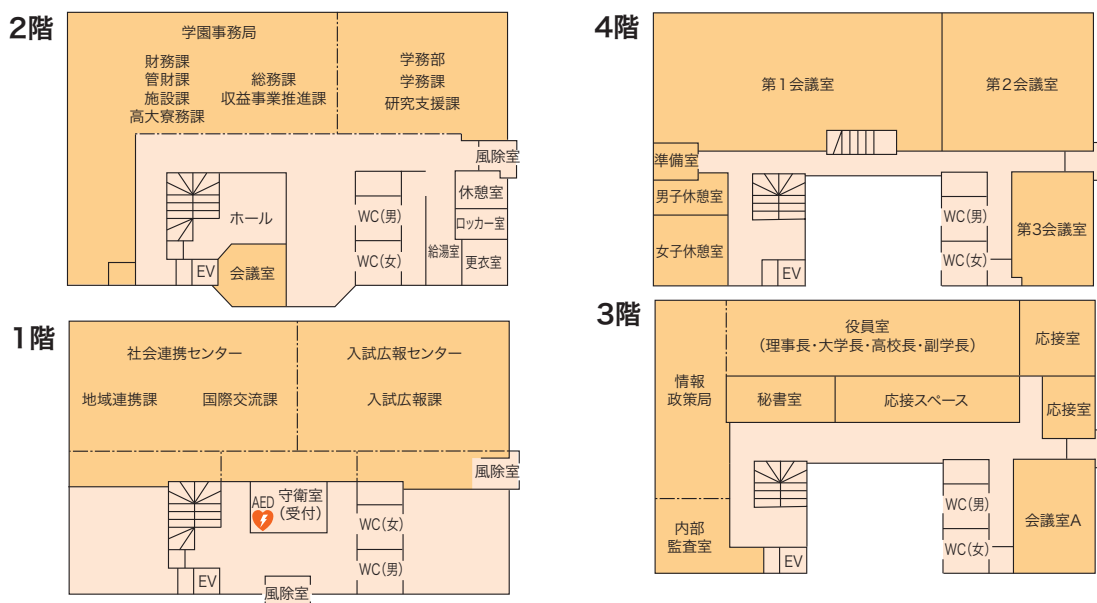 2階
学園事務局
財務課
管財課
施設課
高大寮務課
総務課
収益事業推進課
学務部
学務課
研究支援課
風除室
休憩室
ロッカー室
更衣室
給湯室
ホール
WC(男)
WC(女)
EV
会議室
1階
社会連携センター
地域連携課
国際交流課
入試広報センター
入試広報課
風除室
AED
守衛室
(受付)
WC(女)
WC(男)
EV
風除室
4階
第1会議室
第2会議室
準備室
男子休憩室
女子休憩室
EV
WC(男)
WC(女)
第3会議室
3階
役員室
(理事長・大学長・高校長・副学長)
応接室
情報
政策局
秘書室
応接スペース
応接室
内部
監査室
EV
WC(男)
WC(女)
会議室A